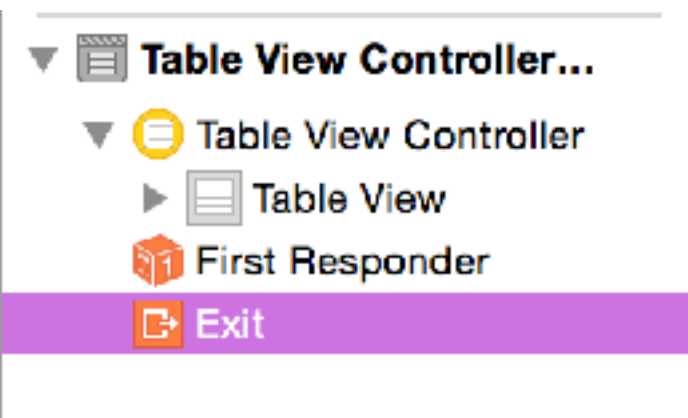 Table View Controller...
Table View Controller
Table View
First Responder
Exit